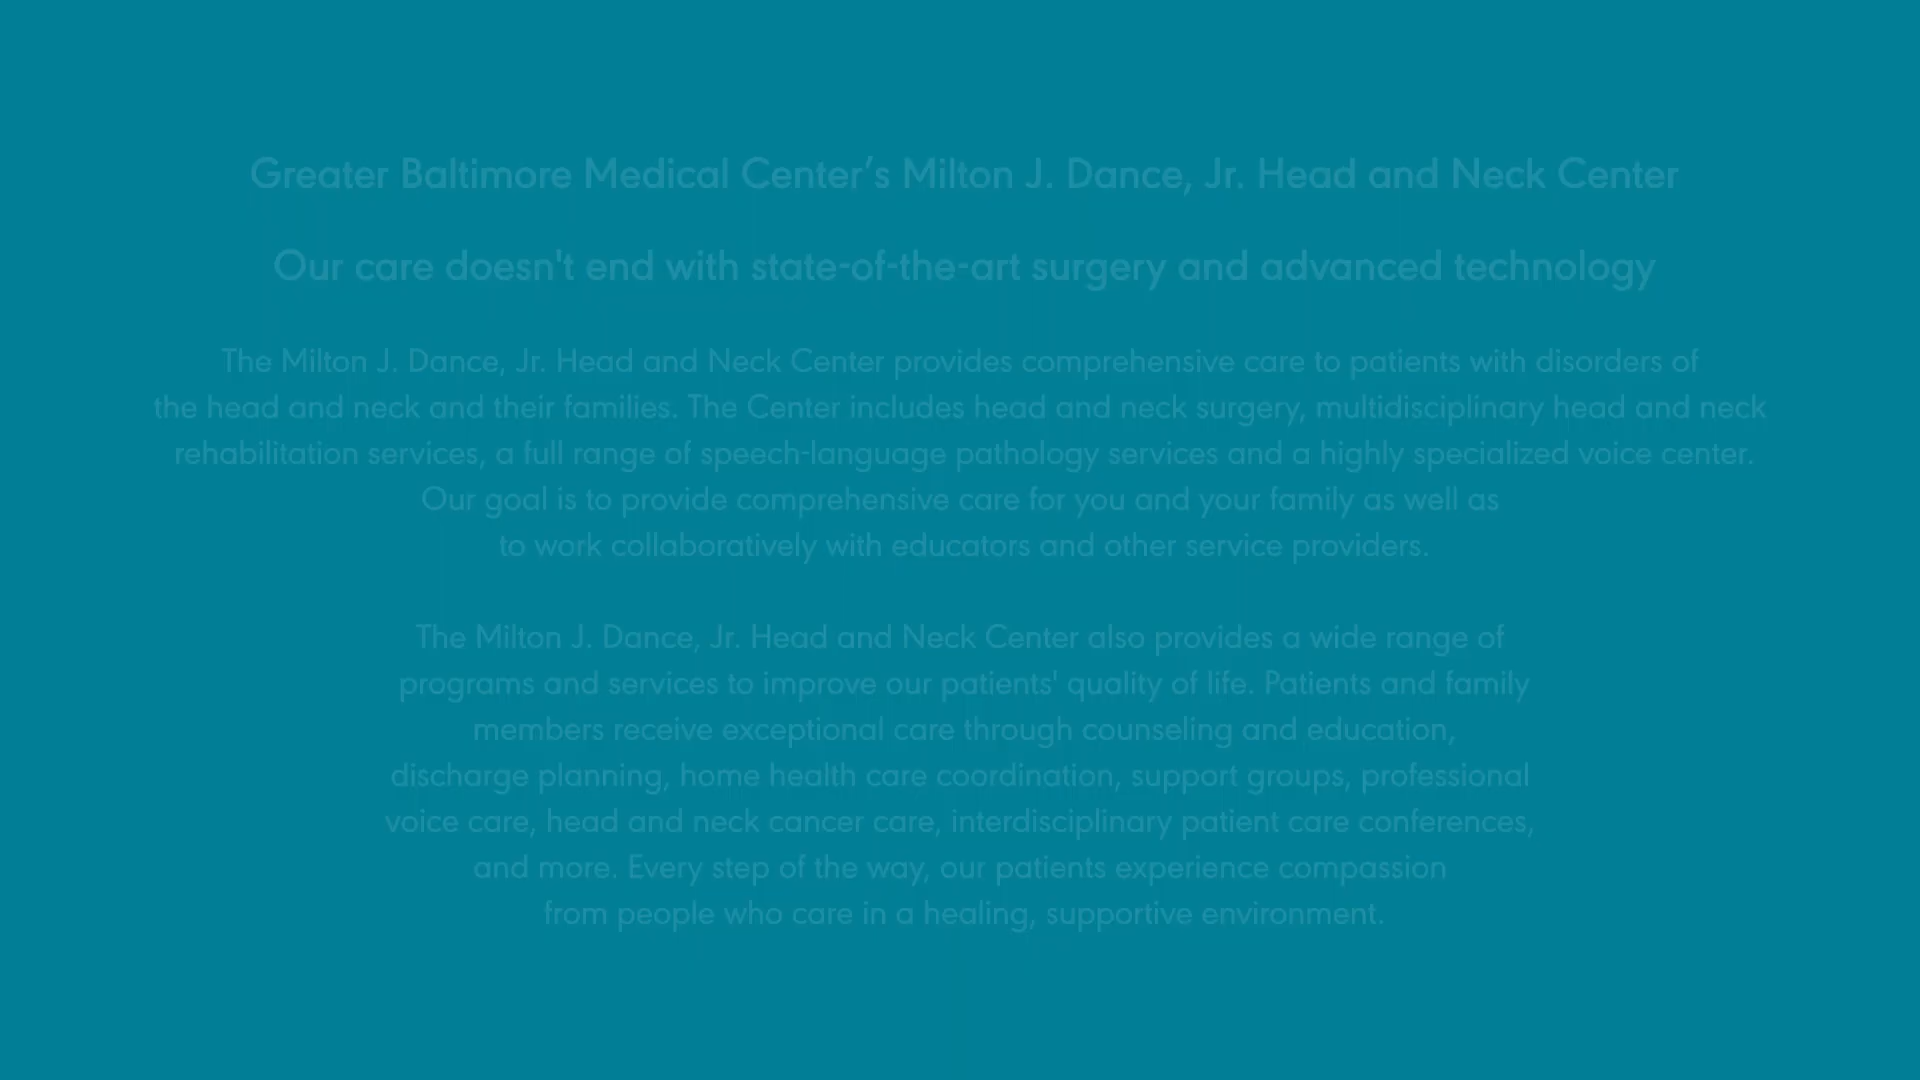 Greater Baltimore Medical Center’s Milton J. Dance, Jr. Head and Neck Center
Our care doesn't end with state-of-the-art surgery and advanced technology
The Milton J. Dance, Jr. Head and Neck Center provides comprehensive care to patients with disorders of
the head and neck and their families. The Center includes head and neck surgery, multidisciplinary head and neck
rehabilitation services, a full range of speech-language pathology services and a highly specialized voice center.
Our goal is to provide comprehensive care for you and your family as well as
to work collaboratively with educators and other service providers.
The Milton J. Dance, Jr. Head and Neck Center also provides a wide range of
programs and services to improve our patients' quality of life. Patients and family
members receive exceptional care through counseling and education,
discharge planning, home health care coordination, support groups, professional
voice care, head and neck cancer care, interdisciplinary patient care conferences,
and more. Every step of the way, our patients experience compassion
from people who care in a healing, supportive environment.